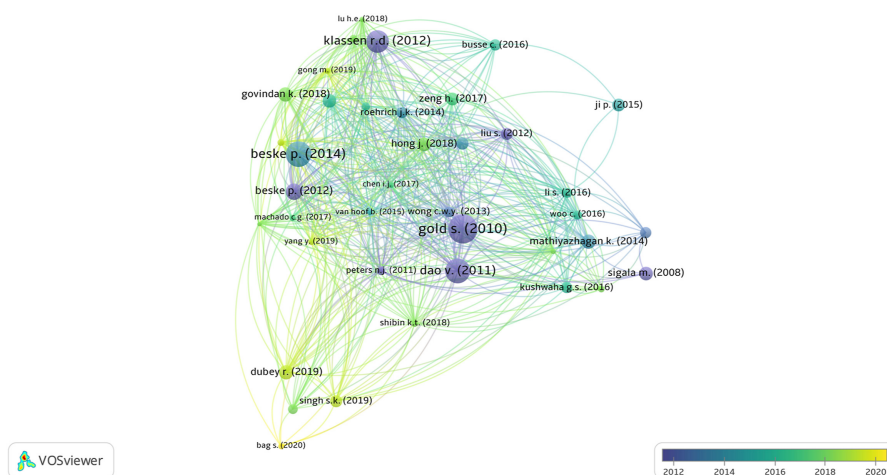 lu h.e. (2018)
klassen r.d. (2012)
busse c. (2016)
gong m. (2019)
govindan k. (2018)
zeng h. (2017)
ji p. (2015)
roehrich j.k. (2014)
liu s. (2012)
hong j. (2018)
beske p. (2014)
chen i.j. (2017)
beske p. (2012)
li s. (2016)
van hoof b. (2015)
wong c.w.y. (2013)
woo c. (2016)
machado c.g. (2017)
gold s. (2010)
yang y. (2019)
mathiyazhagan k. (2014)
peters n.j. (2011)
dao v. (2011)
sigala m. (2008)
kushwaha g.s. (2016)
shibin k.t. (2018)
dubey r. (2019)
singh s.k. (2019)
bag s. (2020)
VOSviewer
2012 2014 2016 2018 2020